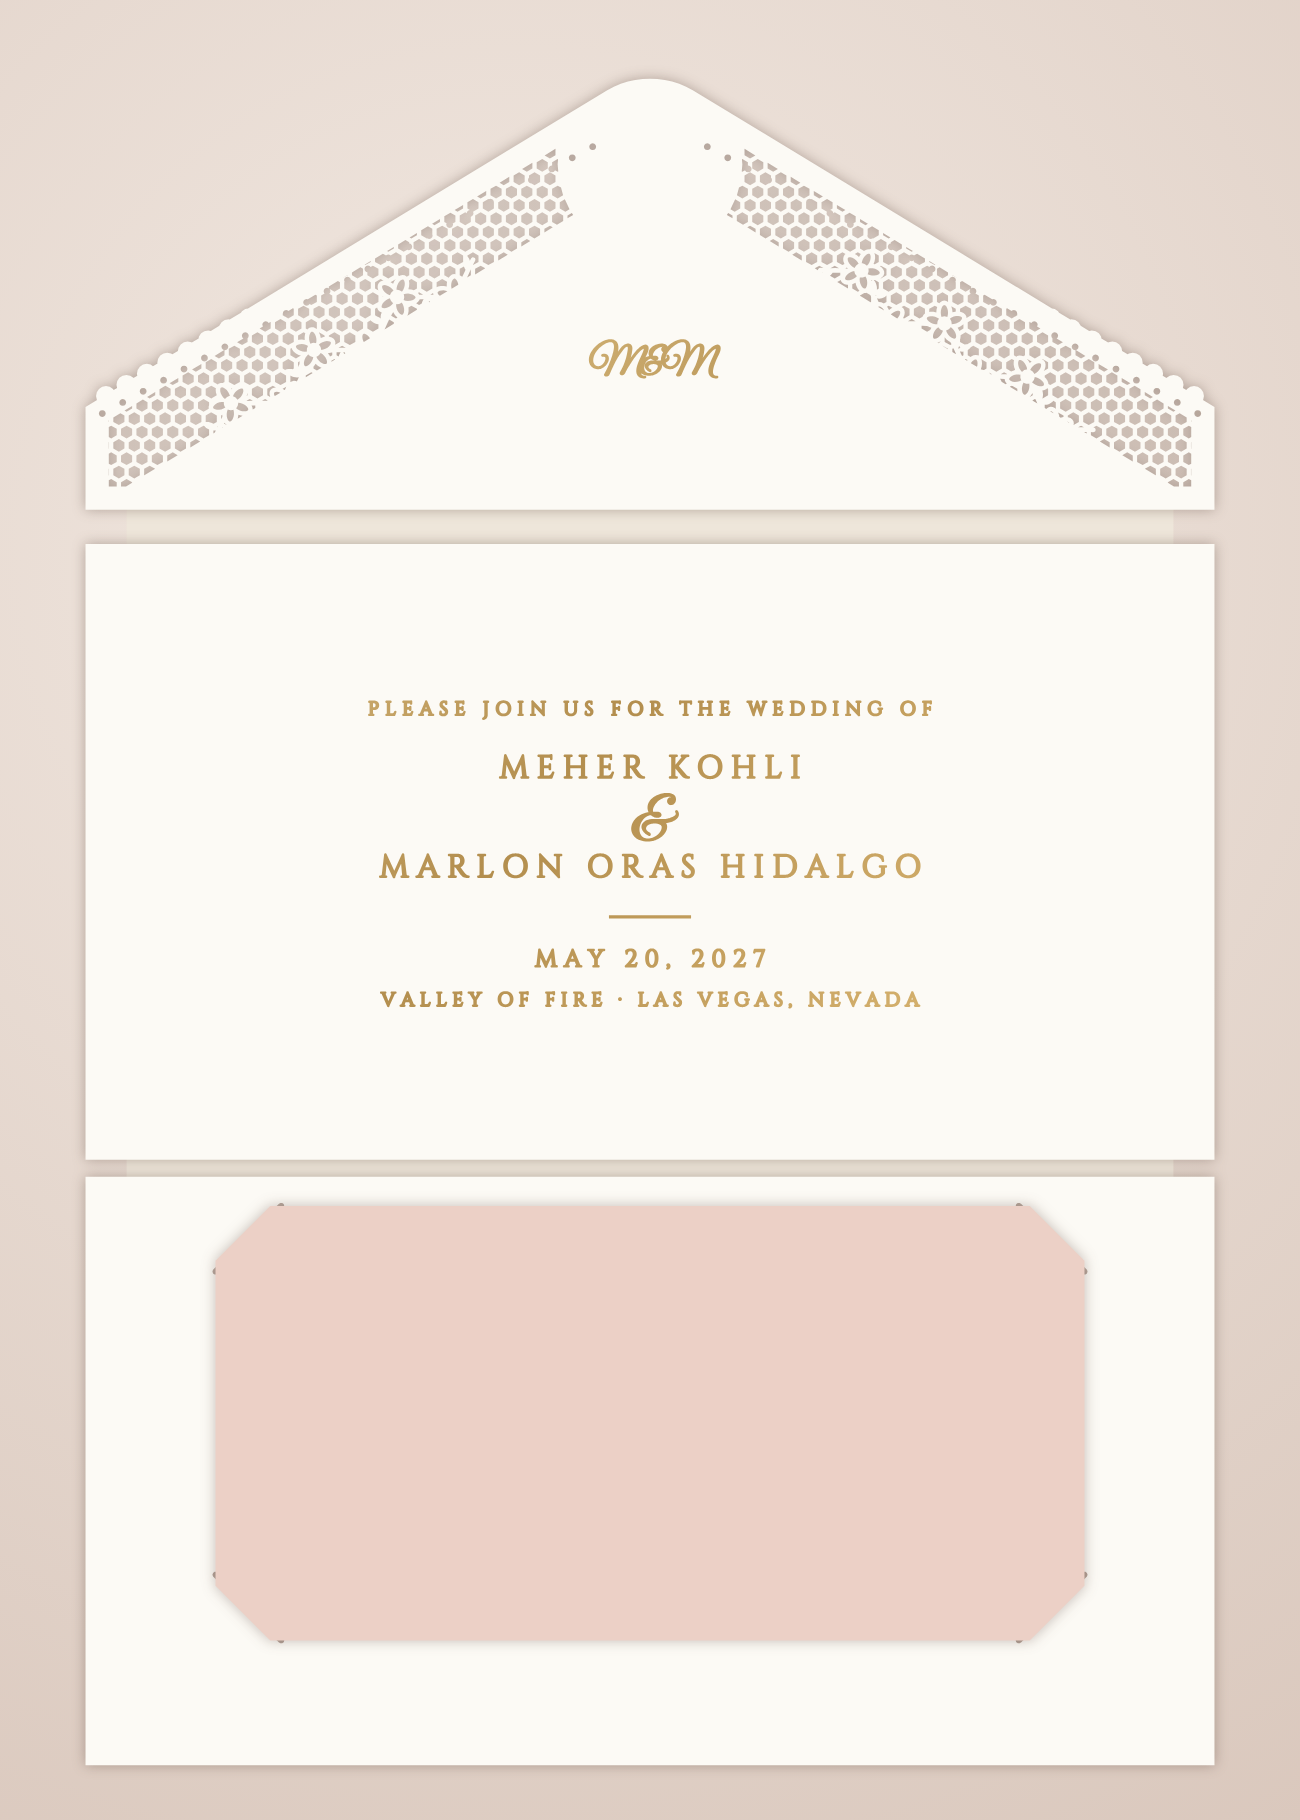 M&M
PLEASE JOIN US FOR THE WEDDING OF
MEHER KOHLI
&
MARLON ORAS HIDALGO
MAY 20, 2027
VALLEY OF FIRE · LAS VEGAS, NEVADA